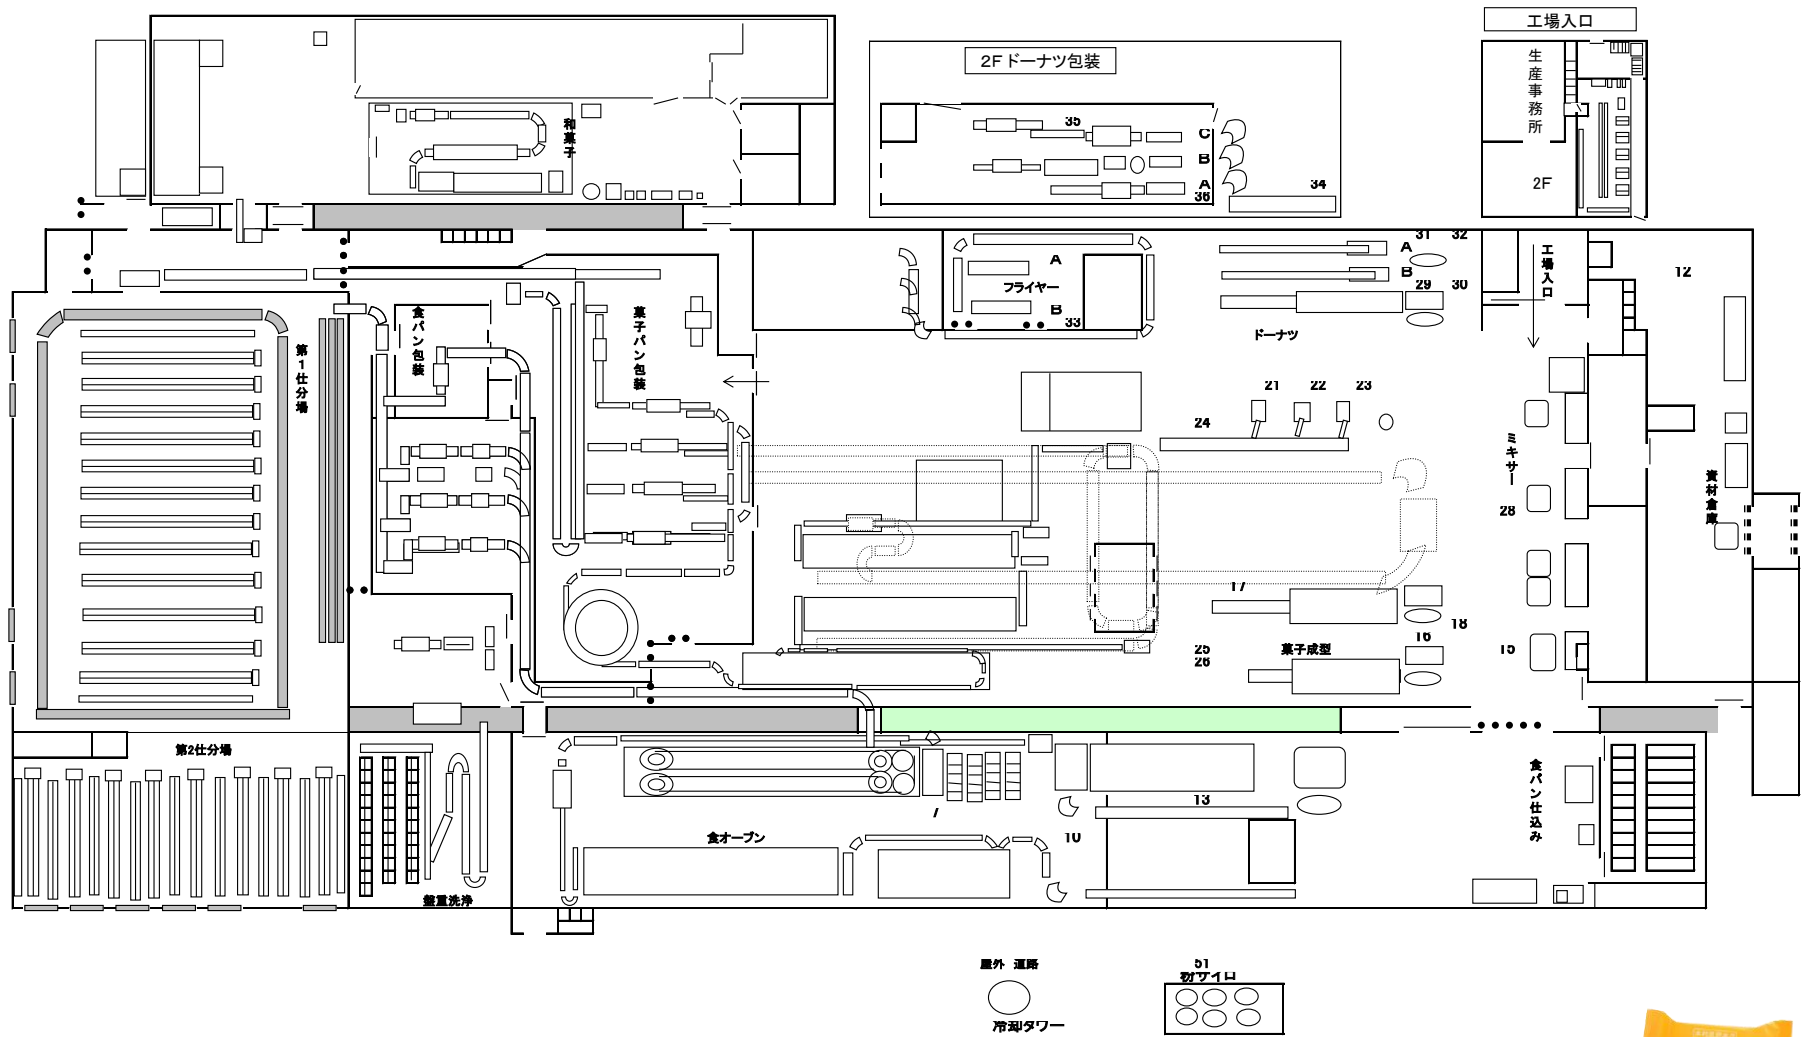 工場入口
生産事務所
2F
2Fドーナツ包装
35
C
B
A
36
34
和菓子
工場入口
12
31
32
A
B
29
30
ドーナツ
A
フライヤー
B
33
食パン包装
菓子パン包装
第1仕分場
21
22
23
24
ミキサー
28
資材倉庫
17
18
16
15
25
26
菓子成型
第2仕分場
食オーブン
7
10
13
食パン仕込み
盤重洗浄
屋外 道路
冷却タワー
51
粉サイロ